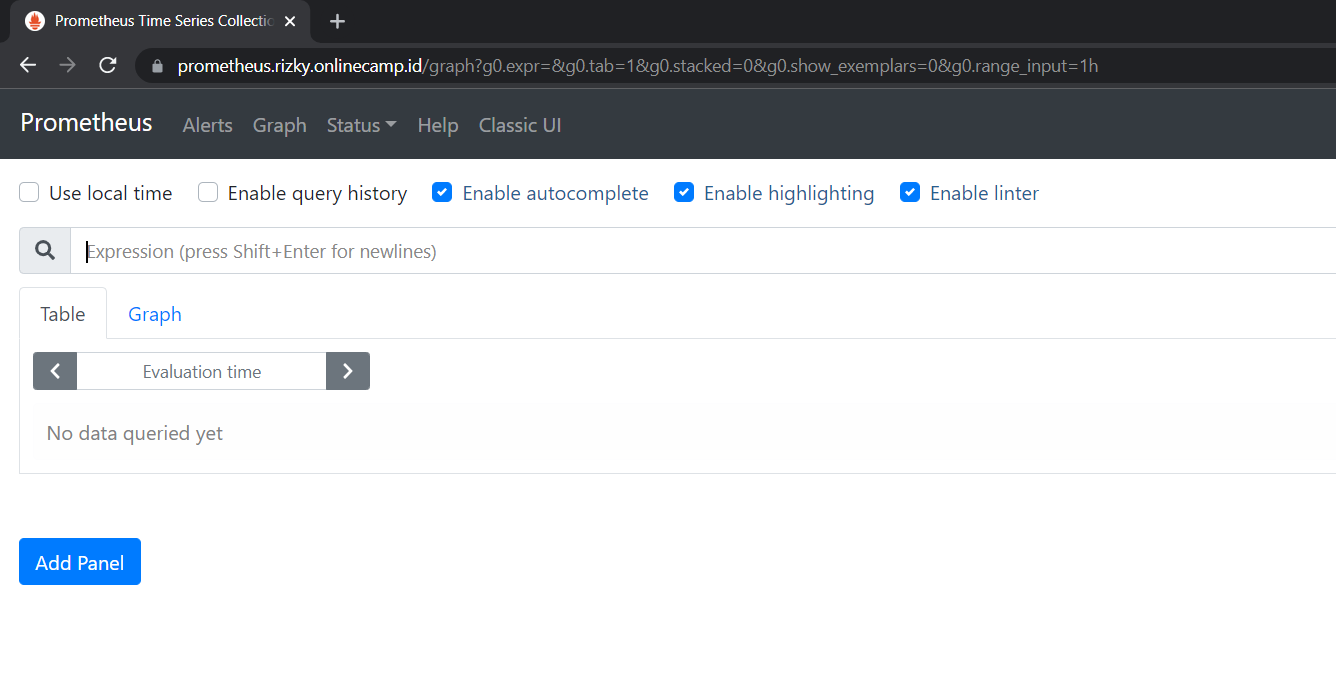 Prometheus Time Series Collectio
prometheus.rizky.onlinecamp.id/graph?g0.expr=&g0.tab=1&g0.stacked=0&g0.show_exemplars=0&g0.range_input=1h
Prometheus Alerts Graph Status Help Classic UI
Use local time Enable query history Enable autocomplete Enable highlighting Enable linter
Expression (press Shift+Enter for newlines)
Table Graph
Evaluation time
No data queried yet
Add Panel